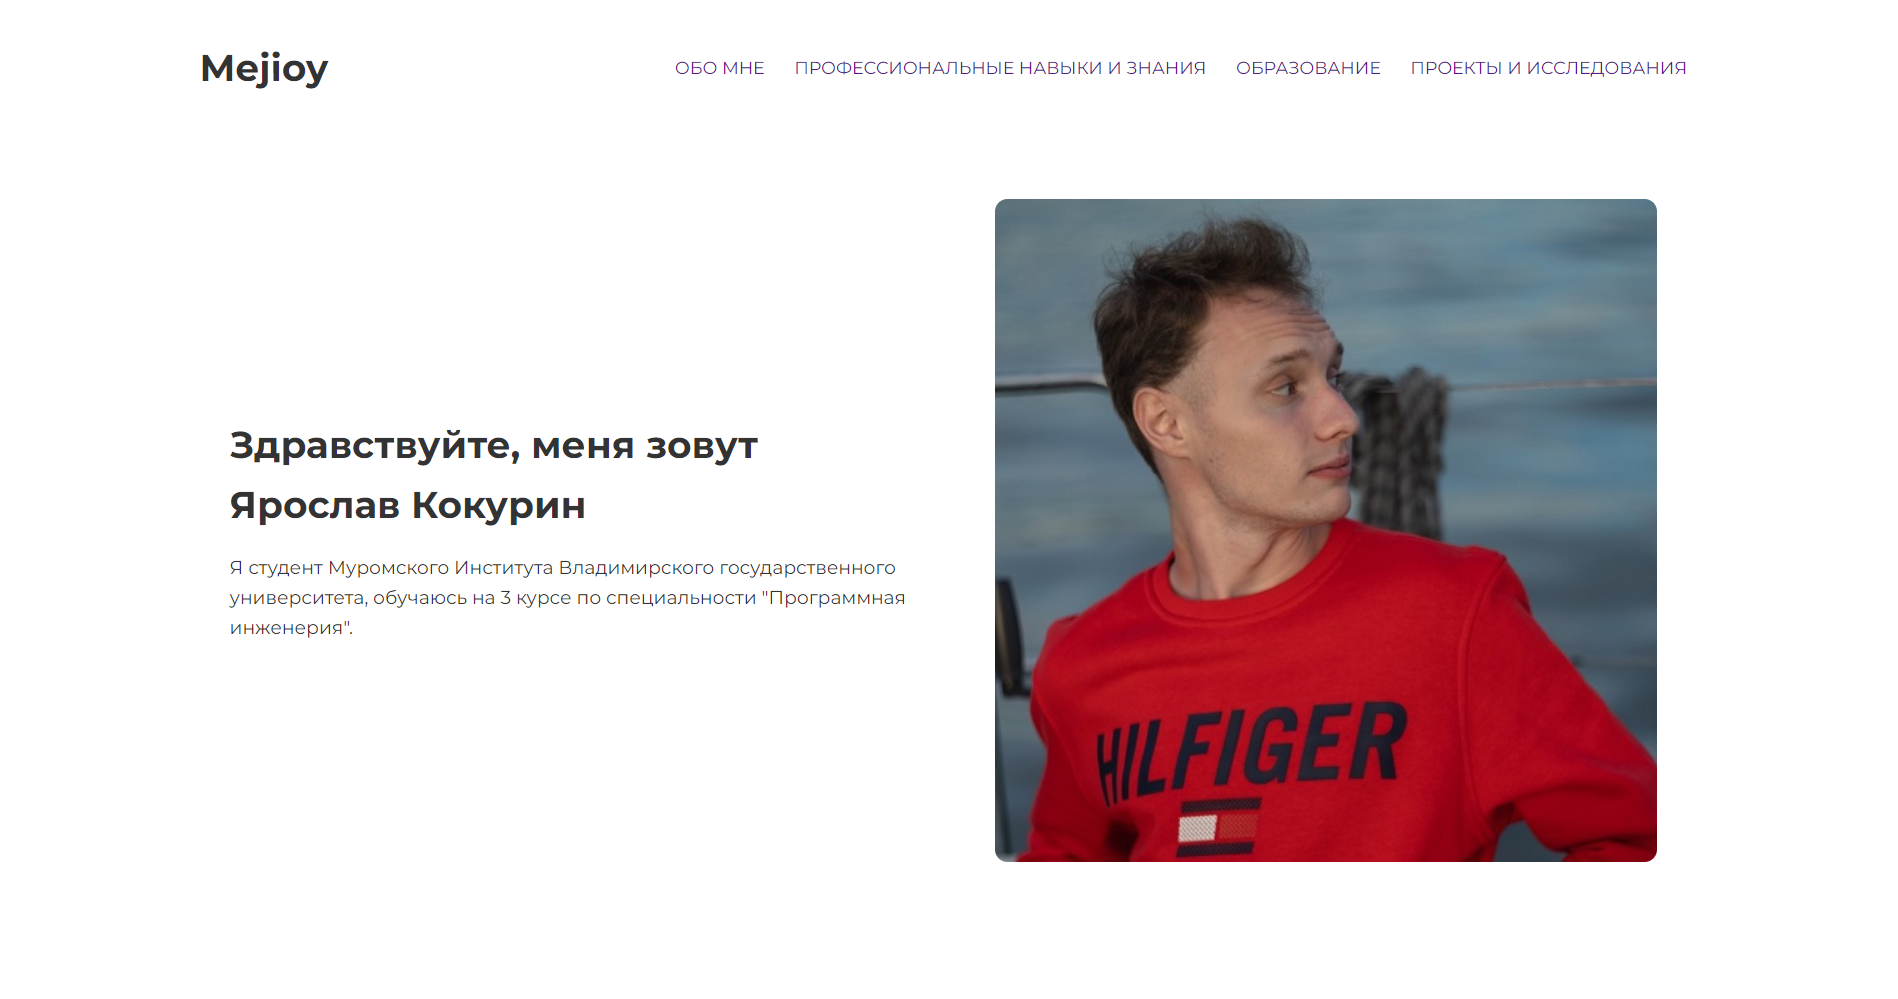 Mejioy
ОБО МНЕ
ПРОФЕССИОНАЛЬНЫЕ НАВЫКИ И ЗНАНИЯ
ОБРАЗОВАНИЕ
ПРОЕКТЫ И ИССЛЕДОВАНИЯ
Здравствуйте, меня зовут
Ярослав Кокурин
Я студент Муромского Института Владимирского государственного
университета, обучаюсь на 3 курсе по специальности "Программная
инженерия".
HILFIGER